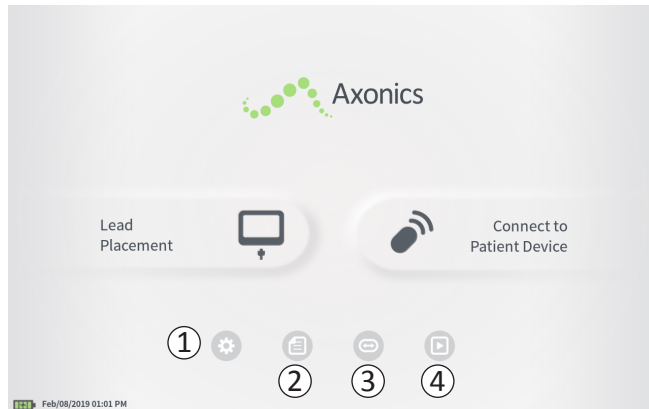 Axonics
Lead
Placement
Connect to
Patient Device
1
2
3
4
Feb/08/2019 01:01 PM